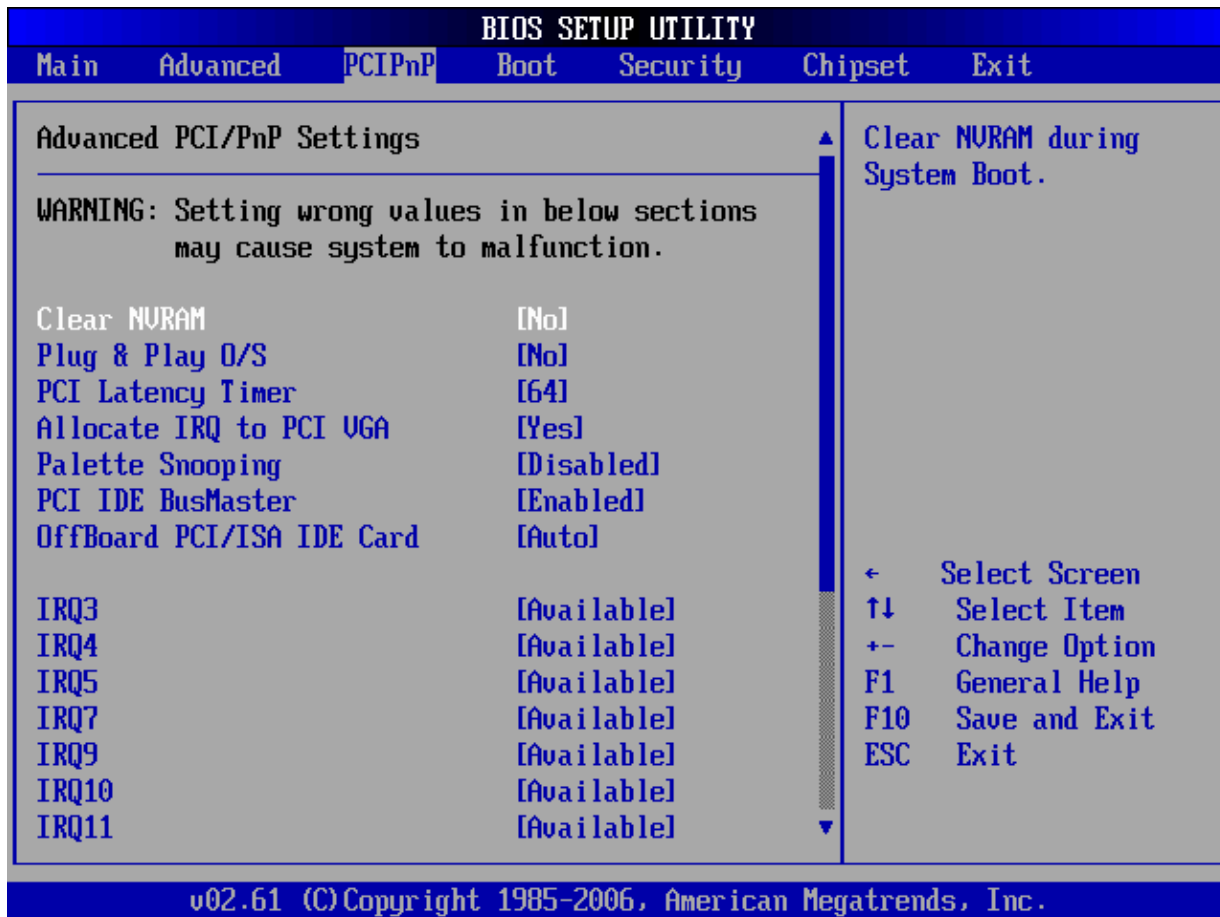 BIOS SETUP UTILITY
Main Advanced PCIPnP Boot Security Chipset Exit
Advanced PCI/PnP Settings
WARNING: Setting wrong values in below sections
may cause system to malfunction.
Clear NVRAM [No]
Plug & Play O/S [No]
PCI Latency Timer [64]
Allocate IRQ to PCI VGA [Yes]
Palette Snooping [Disabled]
PCI IDE BusMaster [Enabled]
OffBoard PCI/ISA IDE Card [Auto]
IRQ3 [Available]
IRQ4 [Available]
IRQ5 [Available]
IRQ7 [Available]
IRQ9 [Available]
IRQ10 [Available]
IRQ11 [Available]
Clear NVRAM during
System Boot.
← Select Screen
↑↓ Select Item
+- Change Option
F1 General Help
F10 Save and Exit
ESC Exit
v02.61 (C)Copyright 1985-2006, American Megatrends, Inc.